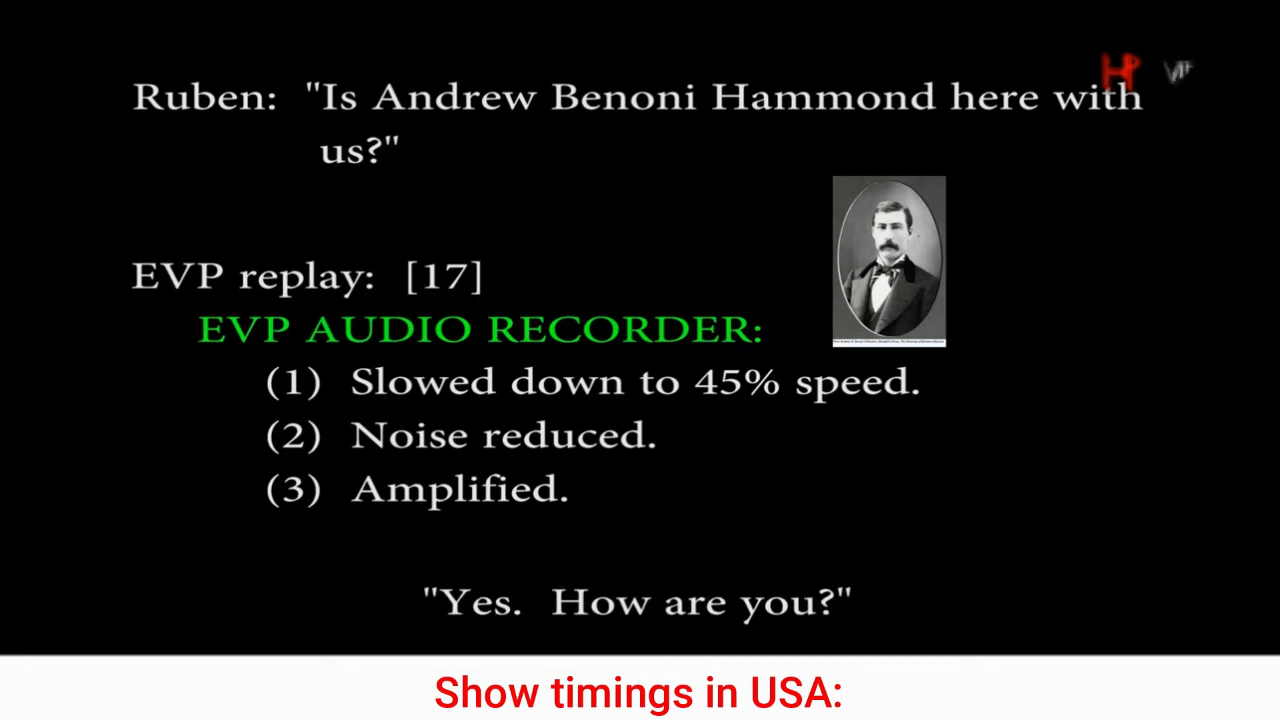 Ruben: "Is Andrew Benoni Hammond here with
us?"
EVP replay: [17]
EVP AUDIO RECORDER:
(1) Slowed down to 45% speed.
(2) Noise reduced.
(3) Amplified.
"Yes. How are you?"
Show timings in USA: